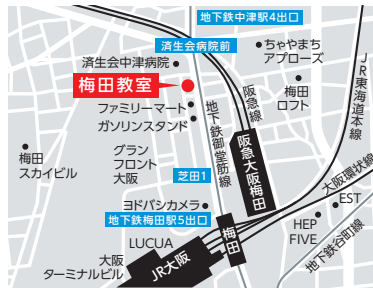 地下鉄中津駅4出口
済生会病院前
ちゃやまち
アプローズ
済生会中津病院
梅田教室
ファミリーマート
ガソリンスタンド
地下鉄御堂筋線
阪急線
梅田
ロフト
JR東海道本線
梅田
スカイビル
グラン
フロント
大阪
芝田1
阪急大阪梅田
大阪環状線
ヨドバシカメラ
地下鉄梅田駅5出口
梅田
EST
HEP
FIVE
地下鉄谷町線
LUCUA
大阪
ターミナルビル
JR大阪